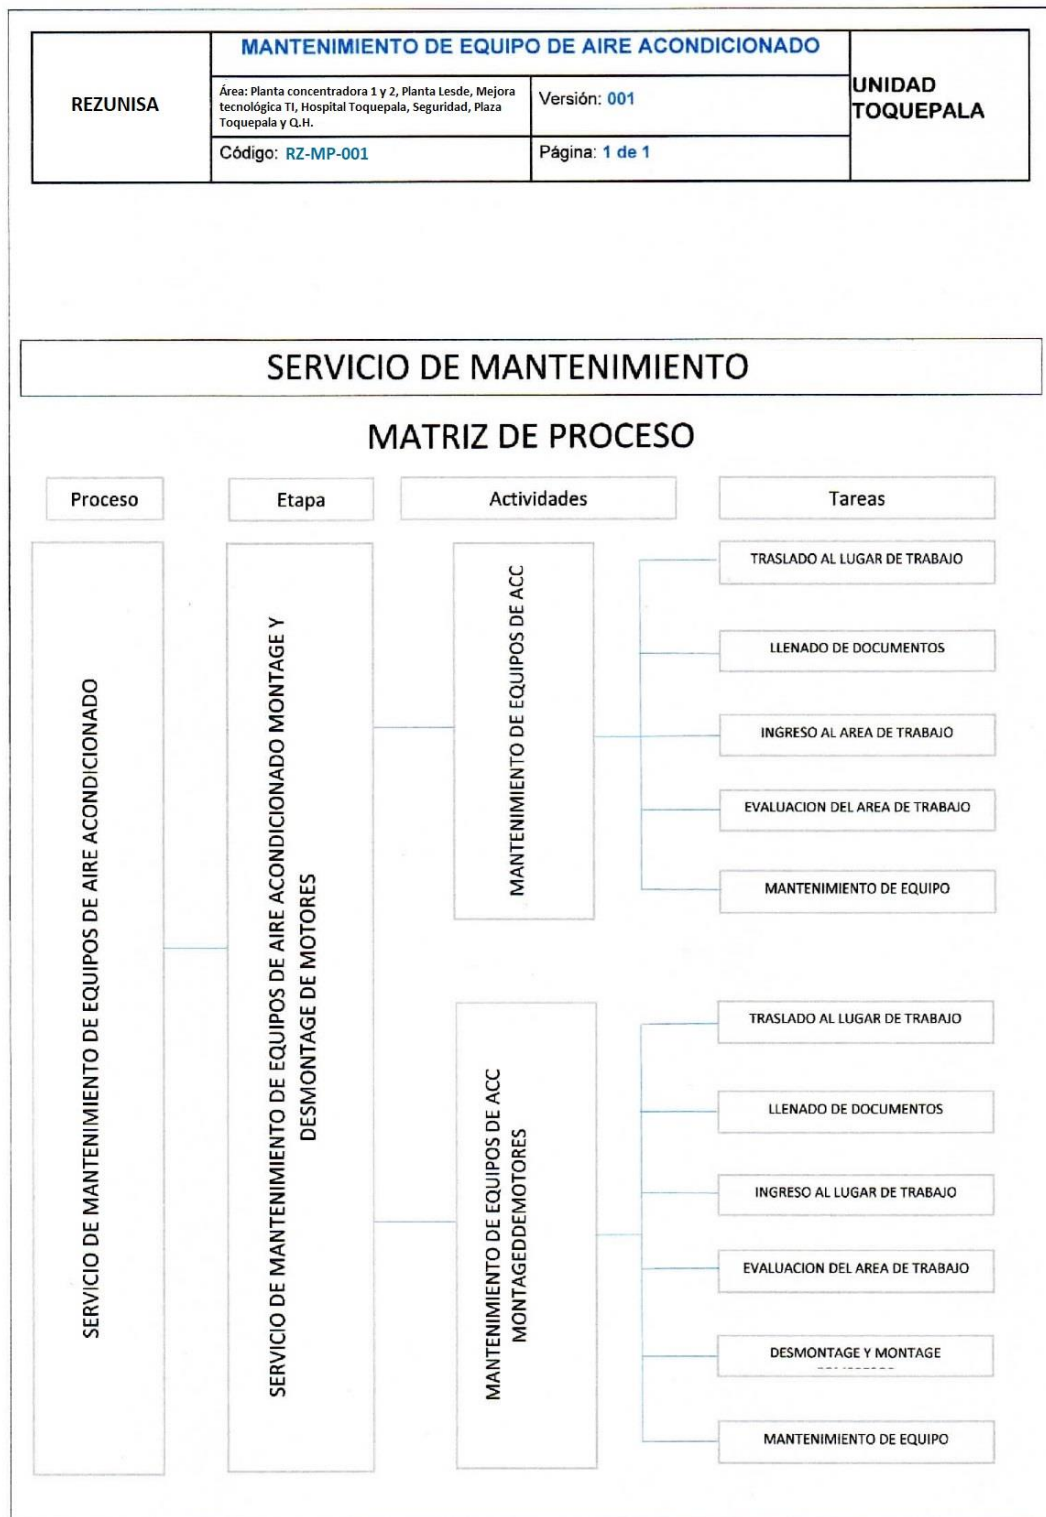 REZUNISA
MANTENIMIENTO DE EQUIPO DE AIRE ACONDICIONADO
Área: Planta concentradora 1 y 2, Planta Lesde, Mejora
tecnológica TI, Hospital Toquepala, Seguridad, Plaza
Toquepala y Q.H.
Versión: 001
Código: RZ-MP-001
Página: 1 de 1
UNIDAD
TOQUEPALA
SERVICIO DE MANTENIMIENTO
MATRIZ DE PROCESO
Proceso
Etapa
Actividades
Tareas
SERVICIO DE MANTENIMIENTO DE EQUIPOS DE AIRE ACONDICIONADO
SERVICIO DE MANTENIMIENTO DE EQUIPOS DE AIRE ACONDICIONADO MONTAGE Y
DESMONTAGE DE MOTORES
MANTENIMIENTO DE EQUIPOS DE ACC
TRASLADO AL LUGAR DE TRABAJO
LLENADO DE DOCUMENTOS
INGRESO AL AREA DE TRABAJO
EVALUACION DEL AREA DE TRABAJO
MANTENIMIENTO DE EQUIPO
MANTENIMIENTO DE EQUIPOS DE ACC
MONTAGEDDEMOTORES
TRASLADO AL LUGAR DE TRABAJO
LLENADO DE DOCUMENTOS
INGRESO AL LUGAR DE TRABAJO
EVALUACION DEL AREA DE TRABAJO
DESMONTAGE Y MONTAGE
MANTENIMIENTO DE EQUIPO